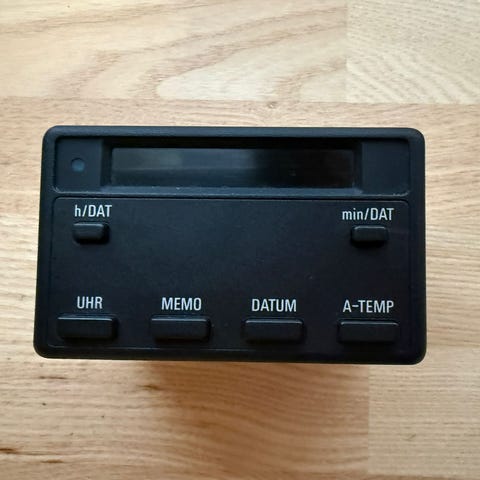 h/DAT min/DAT
UHR MEMO DATUM A-TEMP